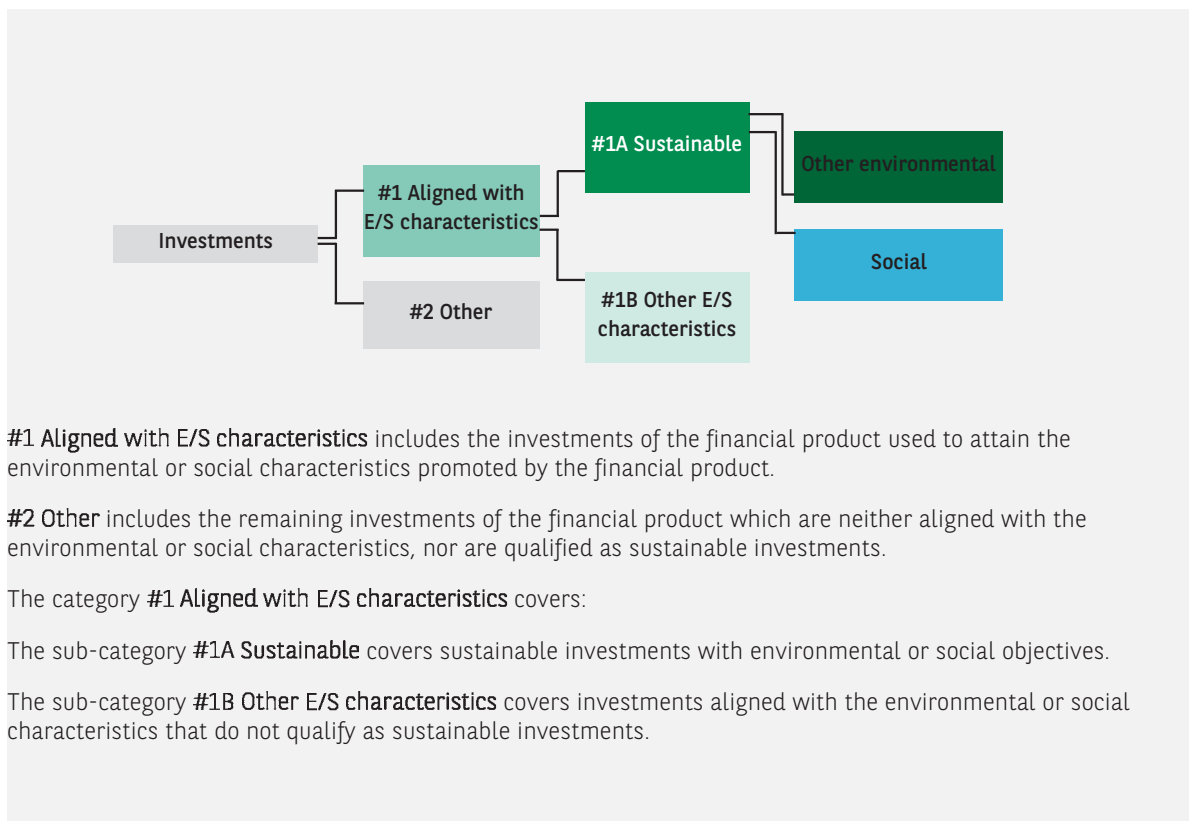 #1A Sustainable
Other environmental
#1 Aligned with
E/S characteristics
Investments
Social
#2 Other
#1B Other E/S
characteristics
#1 Aligned with E/S characteristics includes the investments of the financial product used to attain the
environmental or social characteristics promoted by the financial product.
#2 Other includes the remaining investments of the financial product which are neither aligned with the
environmental or social characteristics, nor are qualified as sustainable investments.
The category #1 Aligned with E/S characteristics covers:
The sub-category #1A Sustainable covers sustainable investments with environmental or social objectives.
The sub-category #1B Other E/S characteristics covers investments aligned with the environmental or social
characteristics that do not qualify as sustainable investments.